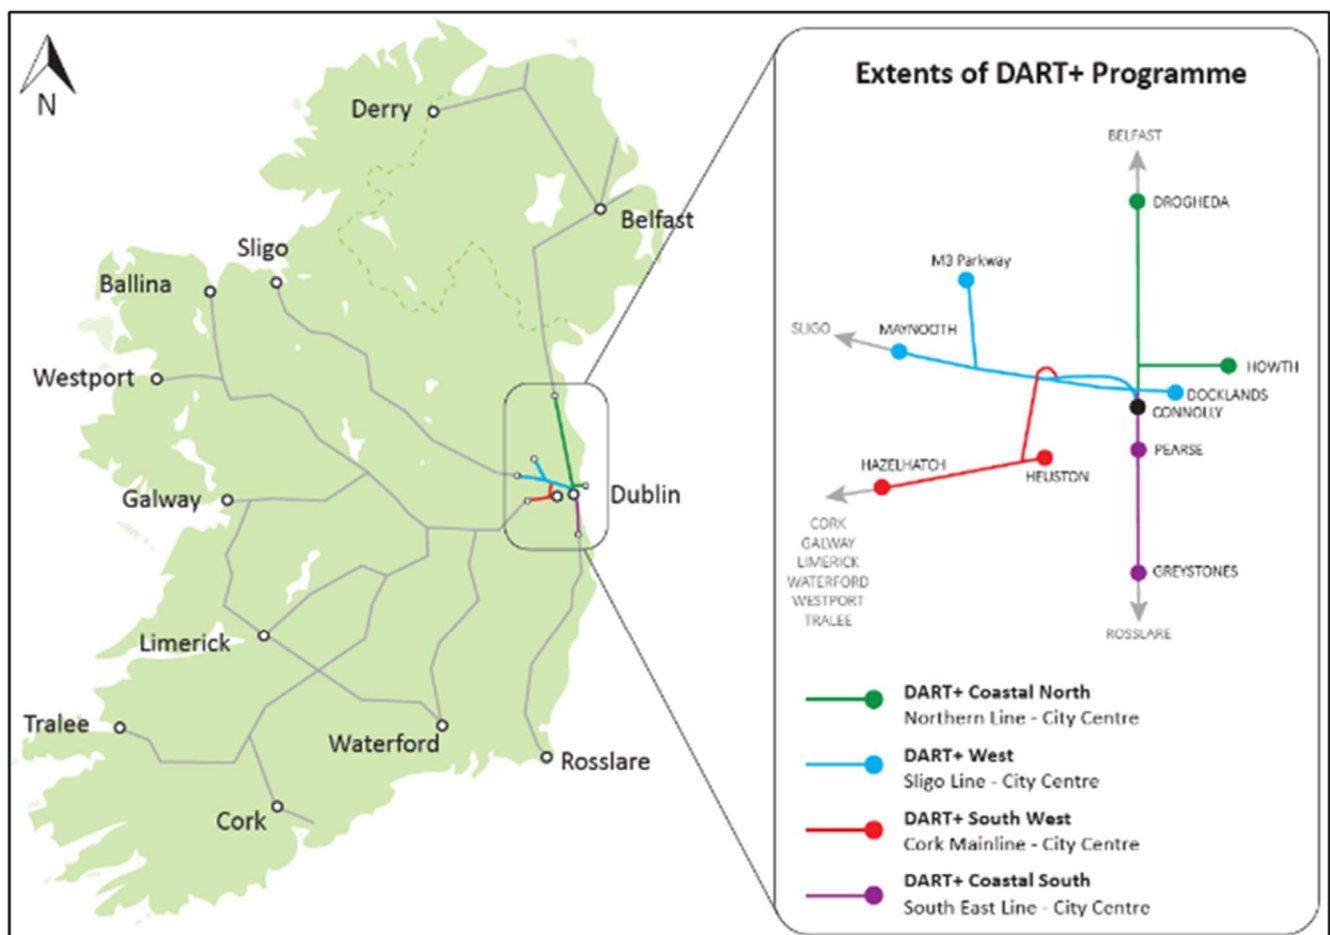 N
Derry
Belfast
Sligo
Ballina
Westport
Galway
Dublin
Limerick
Tralee
Waterford
Rosslare
Cork
Extents of DART+ Programme
BELFAST
DROGHEDA
M3 Parkway
SLIGO
MAYNOOTH
HOWTH
DOCKLANDS
CONNOLLY
PEARSE
HAZELHATCH
HEUSTON
CORK
GALWAY
LIMERICK
WATERFORD
WESTPORT
TRALEE
GREYSTONES
ROSSLARE
DART+ Coastal North
Northern Line - City Centre
DART+ West
Sligo Line - City Centre
DART+ South West
Cork Mainline - City Centre
DART+ Coastal South
South East Line - City Centre